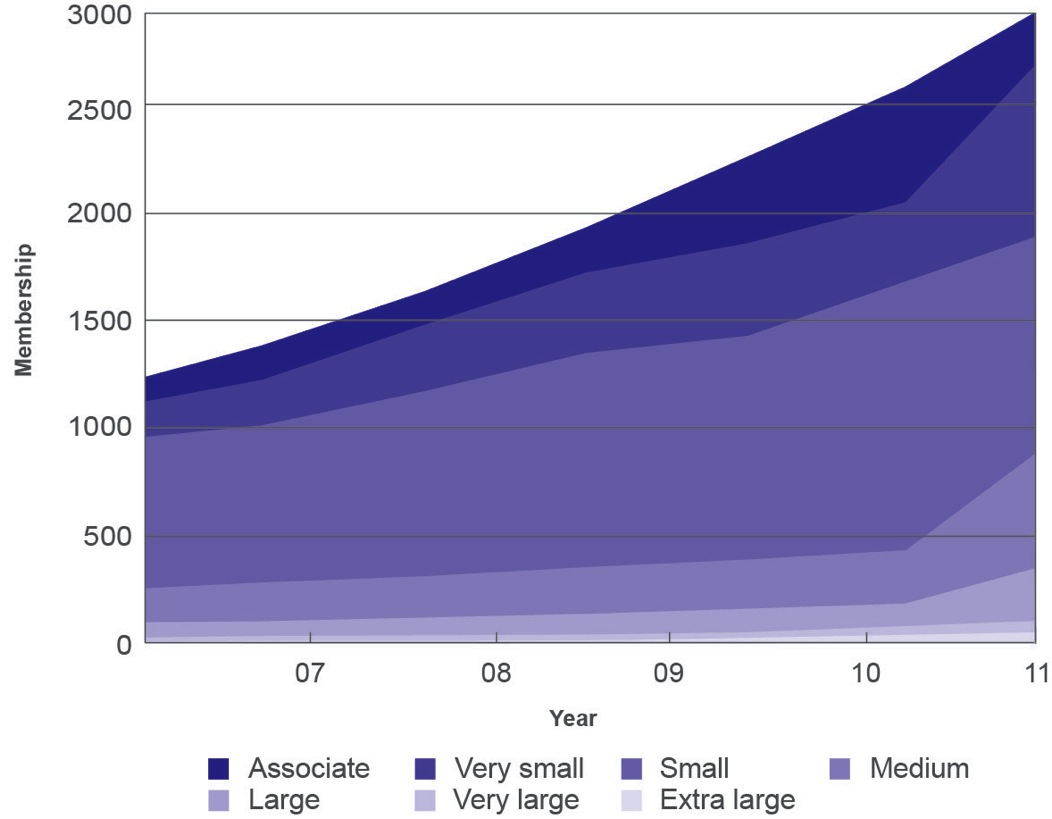 3000
2500
2000
1500
1000
500
0
Membership
07 08 09 10 11
Year
Associate Very small Small Medium
Large Very large Extra large